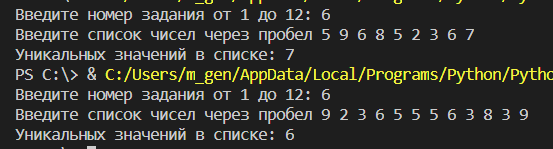 Введите номер задания от 1 до 12: 6
Введите список чисел через пробел 5 9 6 8 5 2 3 6 7
Уникальных значений в списке: 7
PS C:\> & C:/Users/m_gen/AppData/Local/Programs/Python/Pytho
Введите номер задания от 1 до 12: 6
Введите список чисел через пробел 9 2 3 6 5 5 5 6 3 8 3 9
Уникальных значений в списке: 6